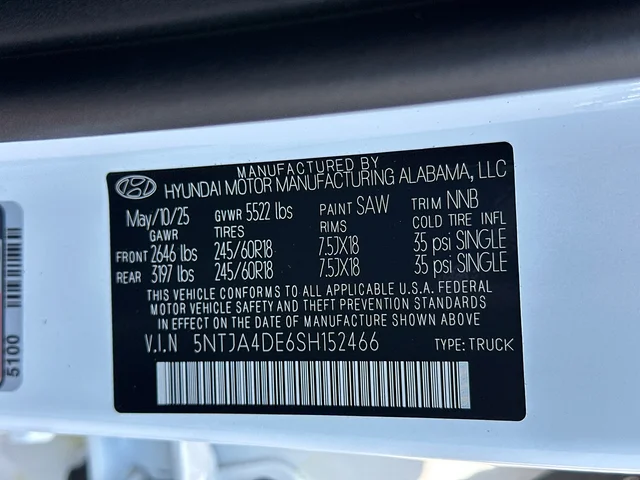 MANUFACTURED BY
HYUNDAI MOTOR MANUFACTURING ALABAMA, LLC
May/10/25 GVWR 5522 lbs PAINT SAW TRIM NNB
GAWR TIRES RIMS COLD TIRE INFL
FRONT 2646 lbs 245/60R18 7.5JX18 35 psi SINGLE
REAR 3197 lbs 245/60R18 7.5JX18 35 psi SINGLE
THIS VEHICLE CONFORMS TO ALL APPLICABLE U.S.A. FEDERAL
MOTOR VEHICLE SAFETY AND THEFT PREVENTION STANDARDS
IN EFFECT ON THE DATE OF MANUFACTURE SHOWN ABOVE.
V.I.N 5NTJA4DE6SH152466 TYPE: TRUCK
5100